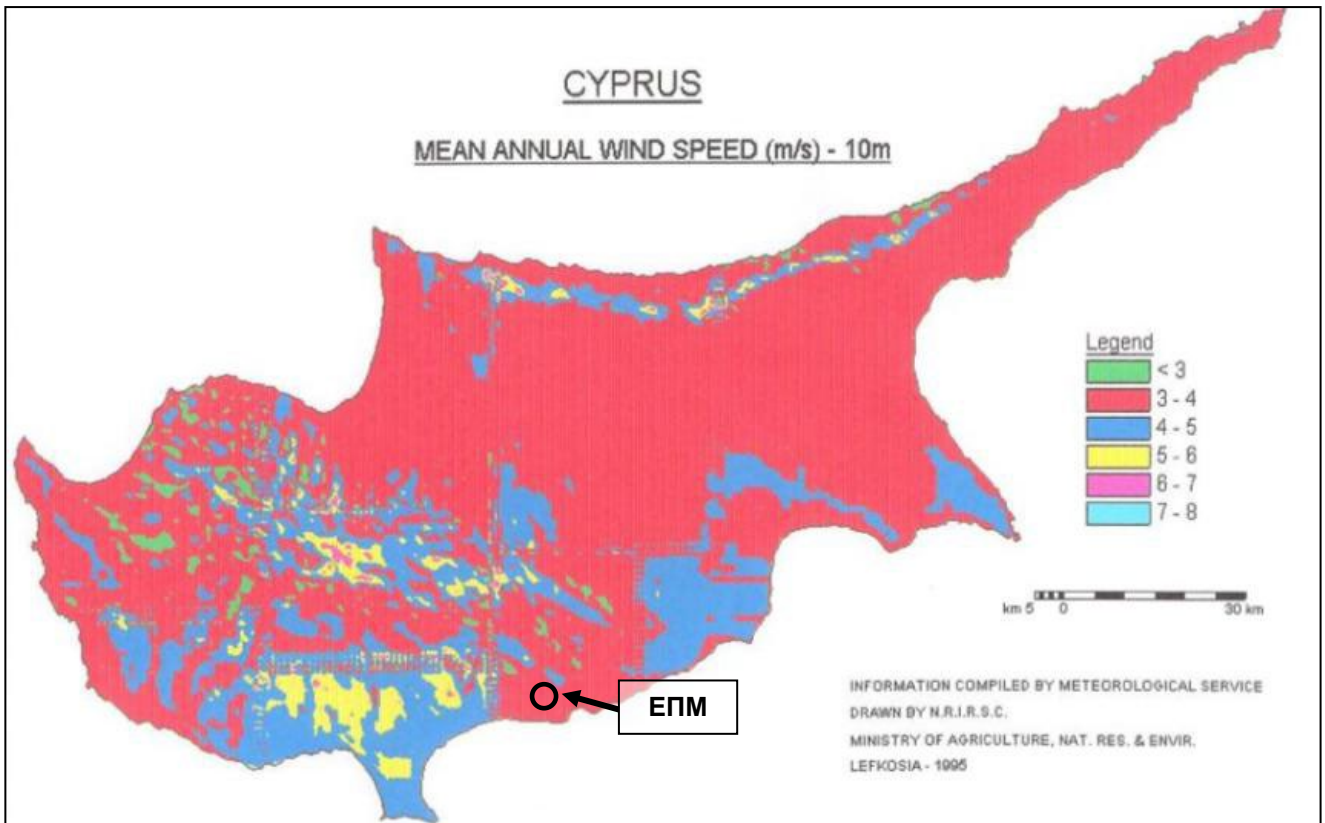 CYPRUS
MEAN ANNUAL WIND SPEED (m/s) - 10m
Legend
< 3
3 - 4
4 - 5
5 - 6
6 - 7
7 - 8
km 5 0 30 km
ΕΠΜ
INFORMATION COMPILED BY METEOROLOGICAL SERVICE
DRAWN BY N.R.I.R.S.C.
MINISTRY OF AGRICULTURE, NAT. RES. & ENVIR.
LEFKOSIA - 1995